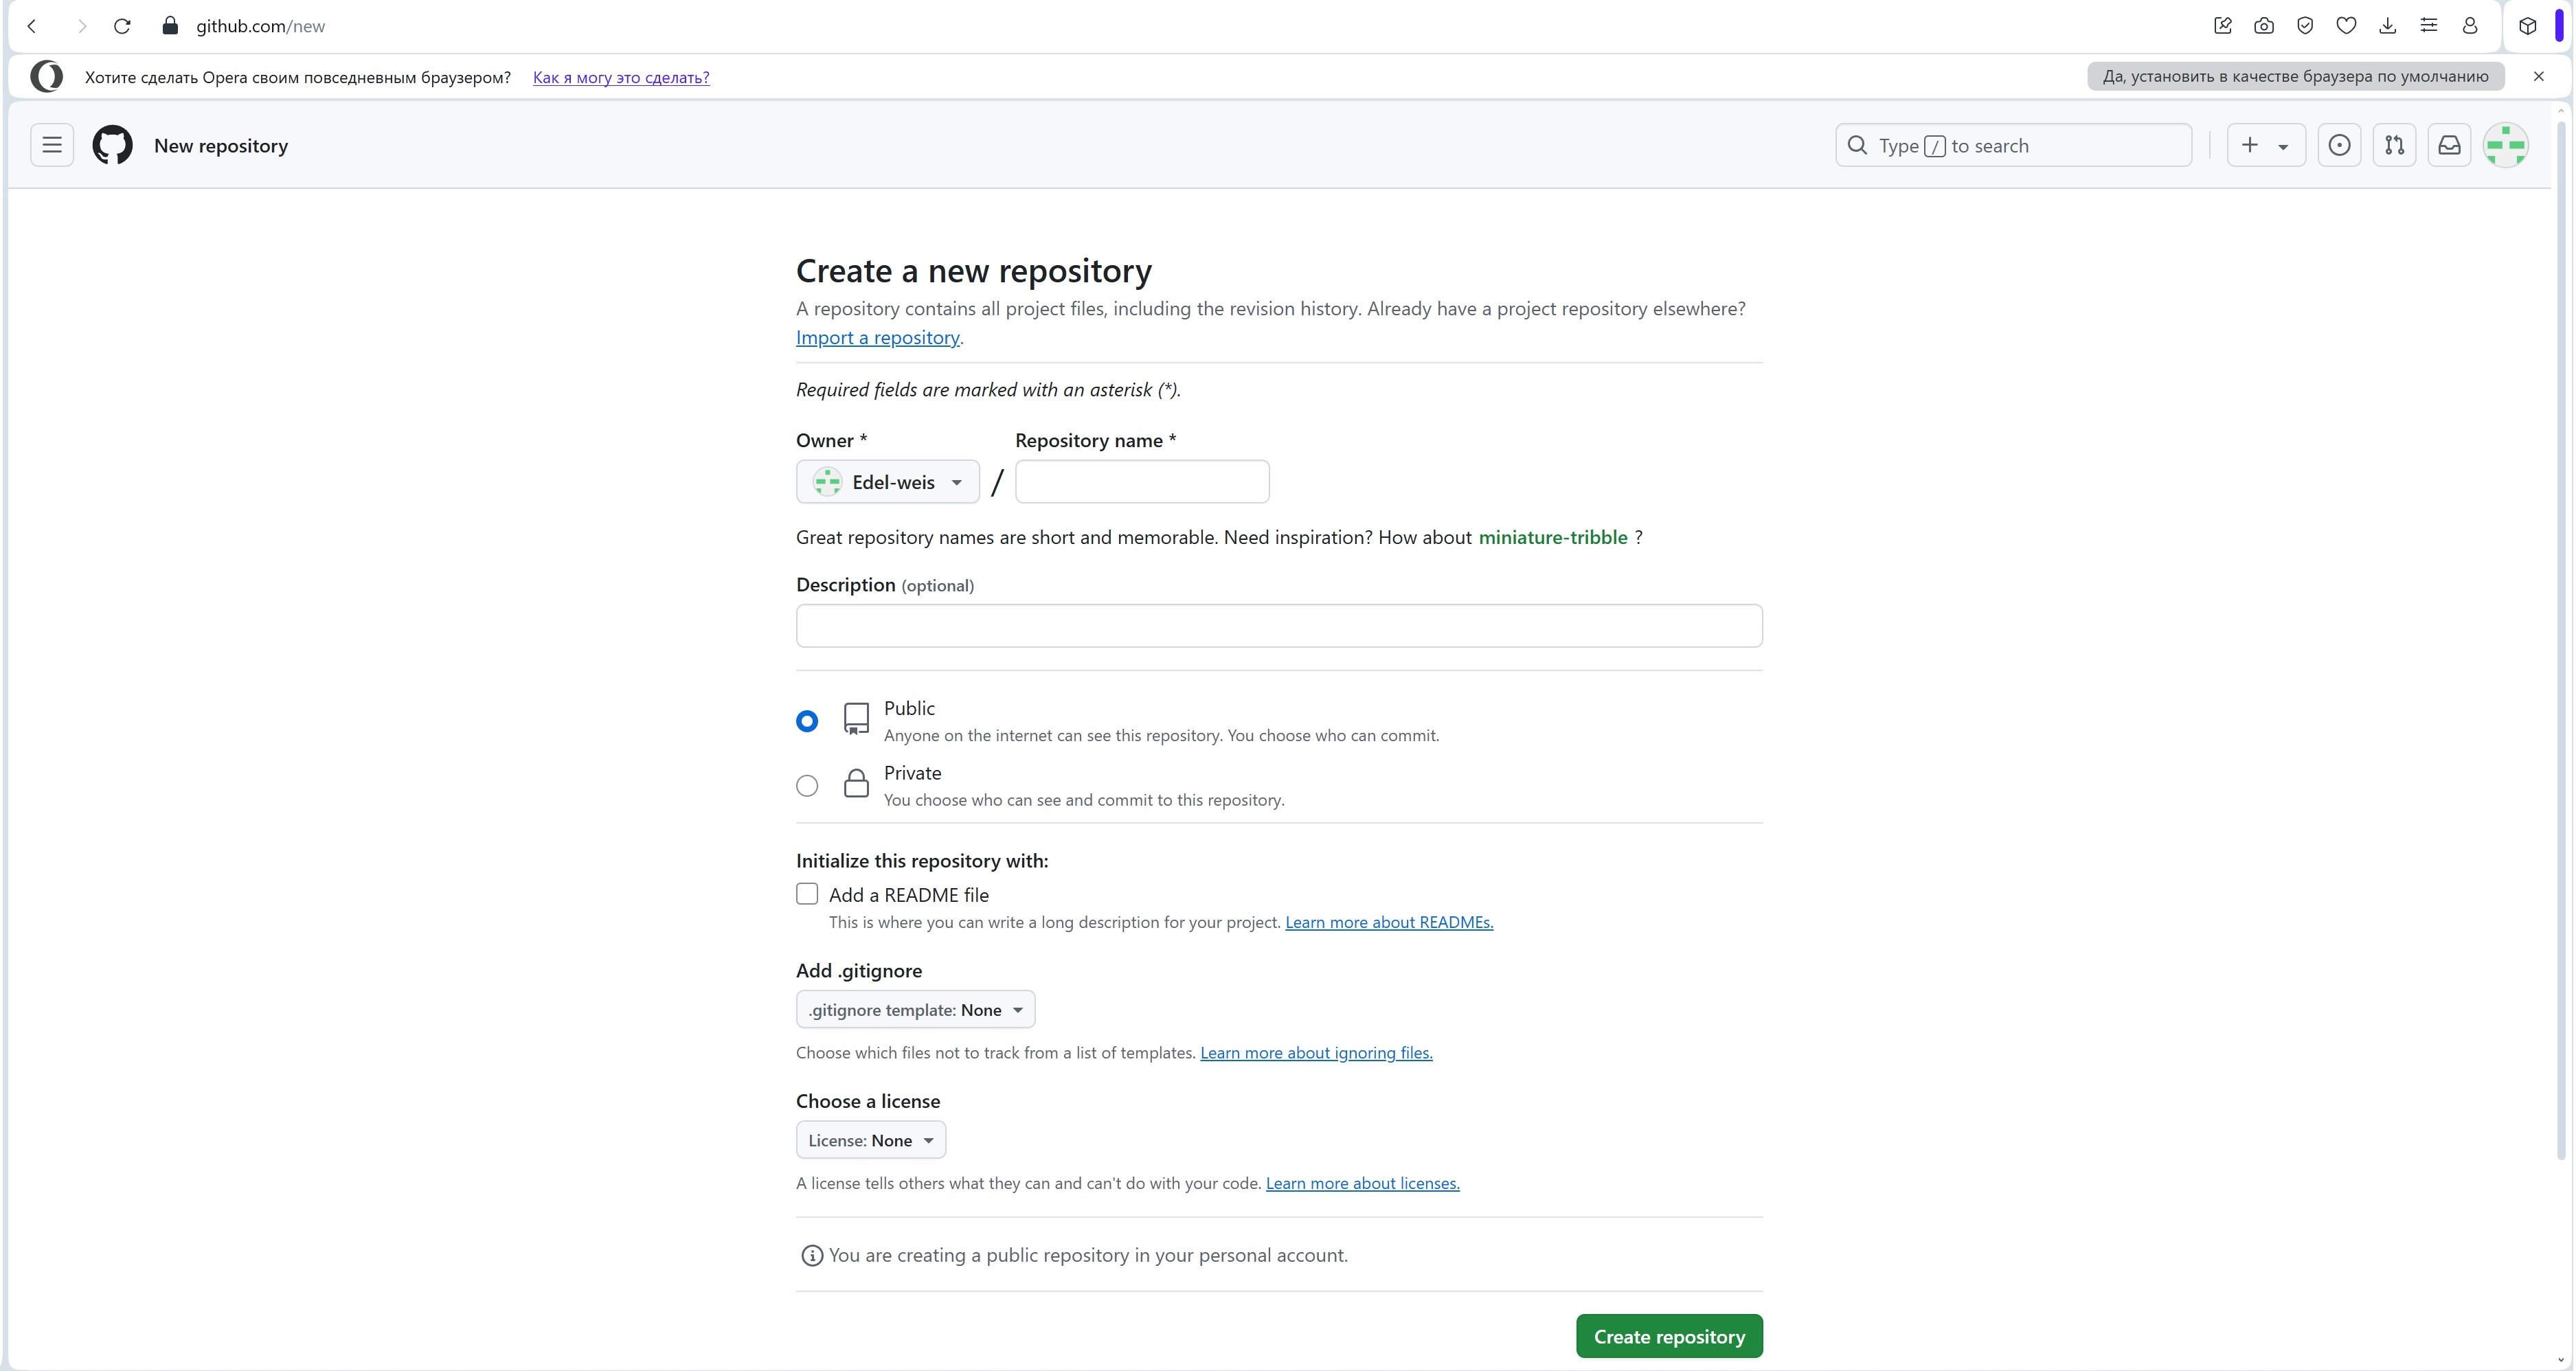 github.com/new
Хотите сделать Opera своим повседневным браузером? Как я могу это сделать? Да, установить в качестве браузера по умолчанию
New repository
Type / to search
Create a new repository
A repository contains all project files, including the revision history. Already have a project repository elsewhere?
Import a repository.
Required fields are marked with an asterisk (*).
Owner * Repository name *
Edel-weis /
Great repository names are short and memorable. Need inspiration? How about miniature-tribble ?
Description (optional)
Public
Anyone on the internet can see this repository. You choose who can commit.
Private
You choose who can see and commit to this repository.
Initialize this repository with:
Add a README file
This is where you can write a long description for your project. Learn more about READMEs.
Add .gitignore
.gitignore template: None
Choose which files not to track from a list of templates. Learn more about ignoring files.
Choose a license
License: None
A license tells others what they can and can't do with your code. Learn more about licenses.
You are creating a public repository in your personal account.
Create repository